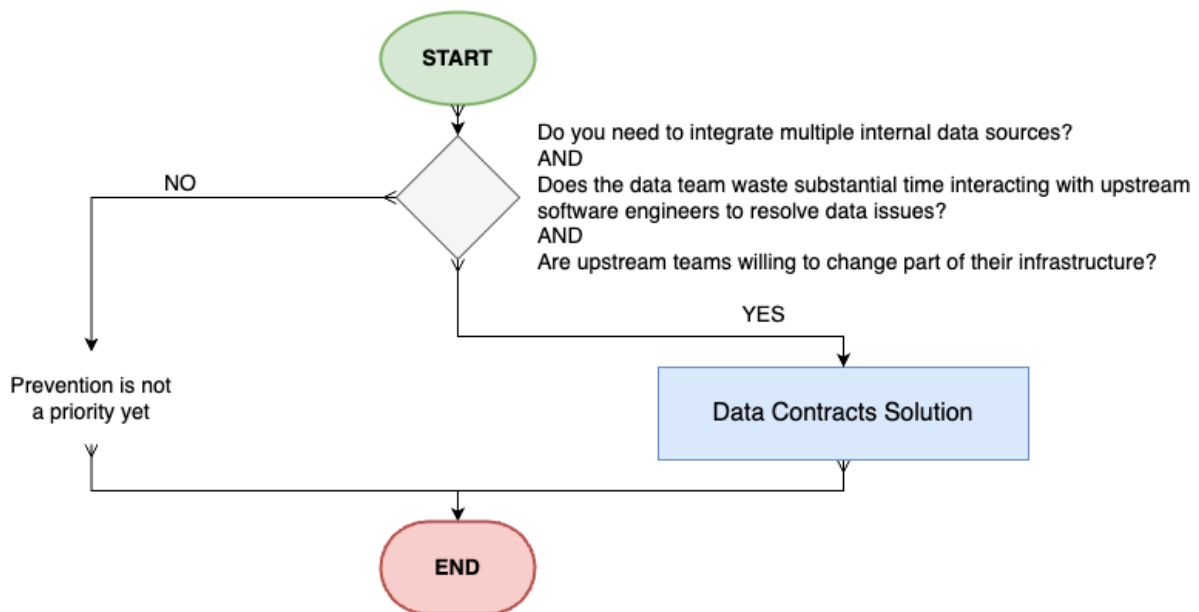 START
Do you need to integrate multiple internal data sources?
AND
Does the data team waste substantial time interacting with upstream
software engineers to resolve data issues?
AND
Are upstream teams willing to change part of their infrastructure?
NO
YES
Prevention is not
a priority yet
Data Contracts Solution
END